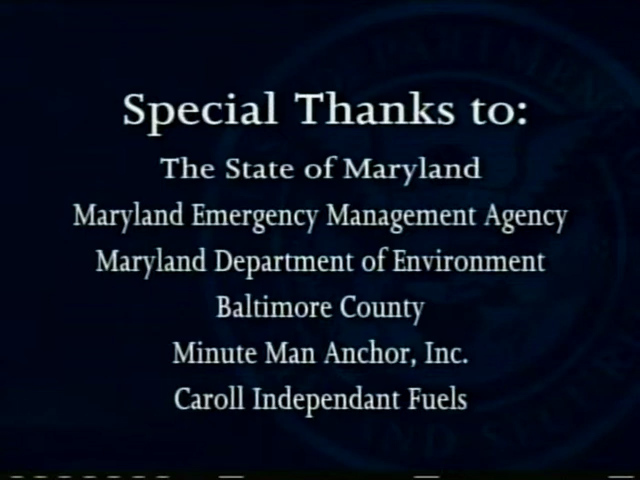 Special Thanks to:
The State of Maryland
Maryland Emergency Management Agency
Maryland Department of Environment
Baltimore County
Minute Man Anchor, Inc.
Caroll Independant Fuels